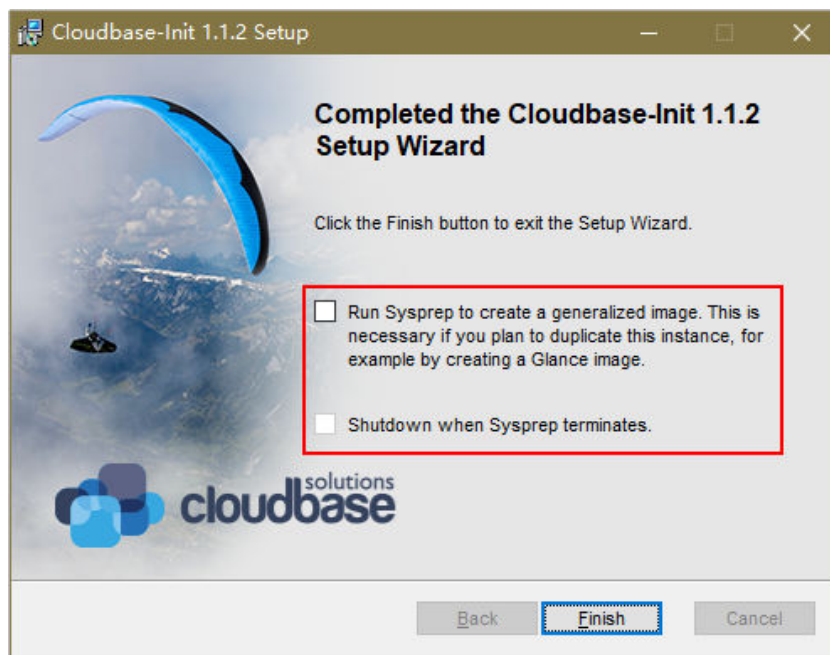 Cloudbase-Init 1.1.2 Setup
Completed the Cloudbase-Init 1.1.2
Setup Wizard
Click the Finish button to exit the Setup Wizard.
Run Sysprep to create a generalized image. This is
necessary if you plan to duplicate this instance, for
example by creating a Glance image.
Shutdown when Sysprep terminates.
solutions
cloudbase
Back
Finish
Cancel